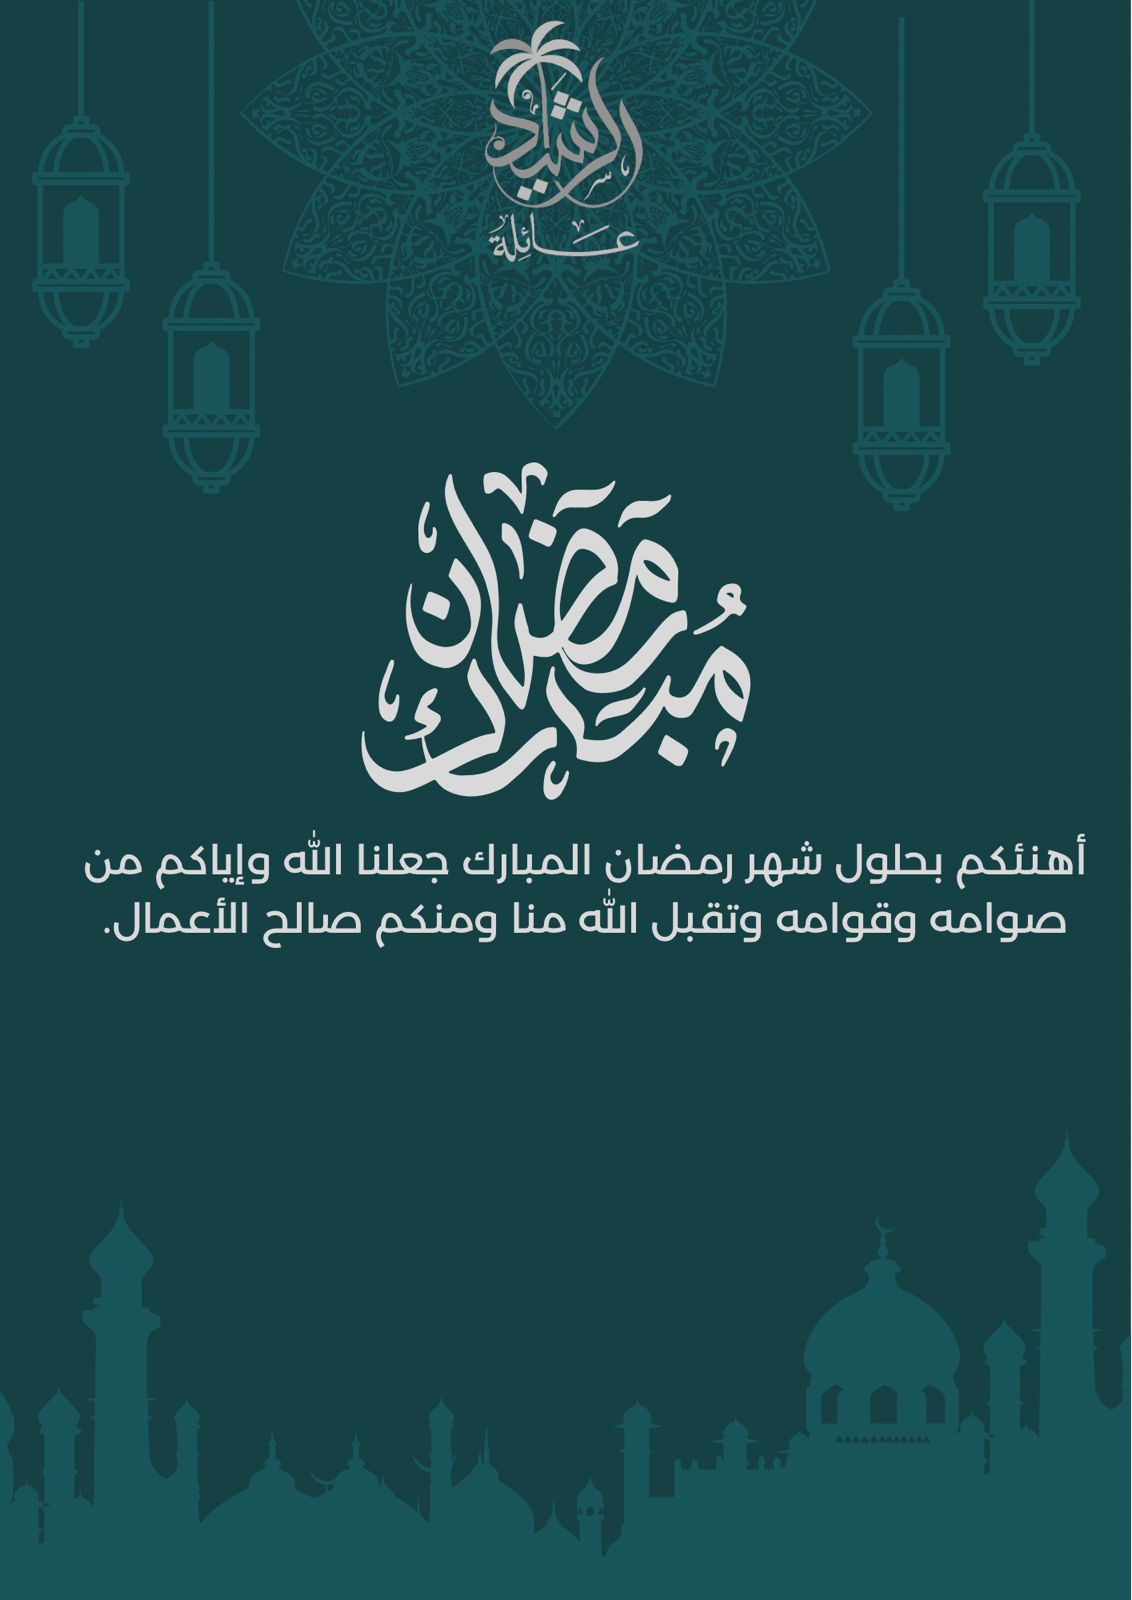 الرشيد
عائلة
رمضان
مُبارك
أهنئكم بحلول شهر رمضان المبارك جعلنا الله وإياكم من
صوامه وقوامه وتقبل الله منا ومنكم صالح الأعمال.